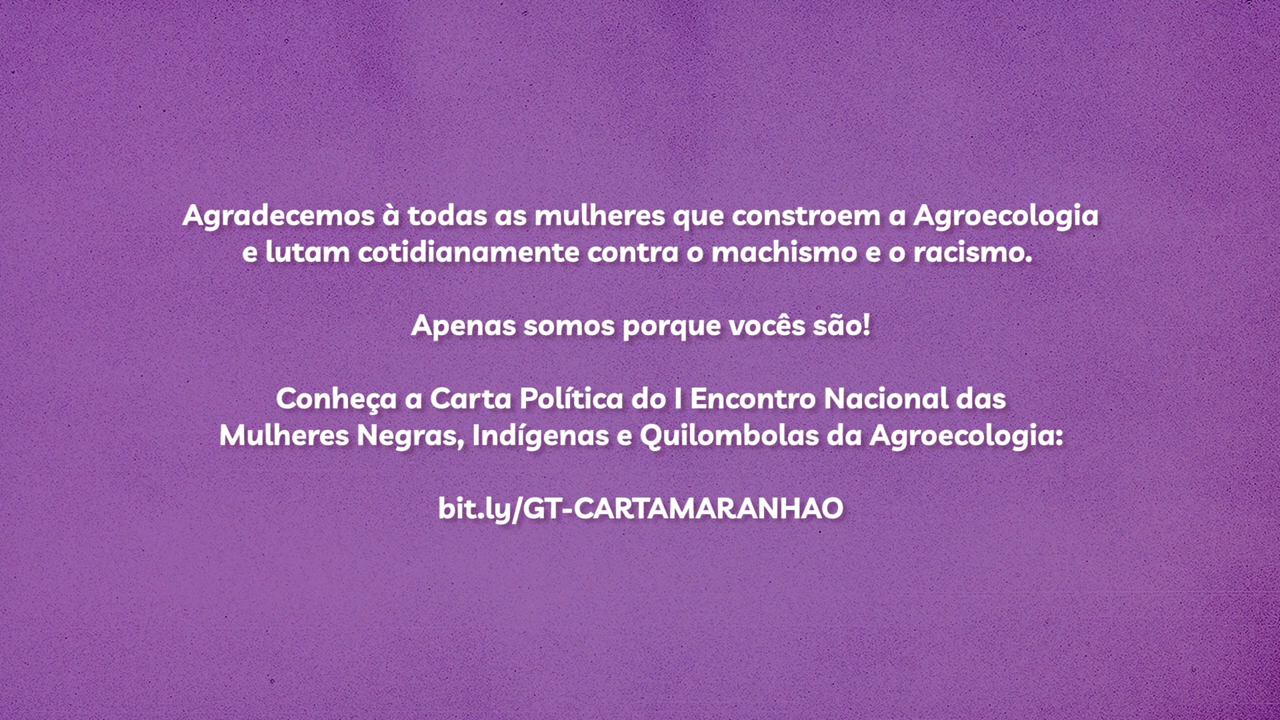 Agradecemos à todas as mulheres que constroem a Agroecologia
e lutam cotidianamente contra o machismo e o racismo.
Apenas somos porque vocês são!
Conheça a Carta Política do I Encontro Nacional das
Mulheres Negras, Indígenas e Quilombolas da Agroecologia:
bit.ly/GT-CARTAMARANHAO